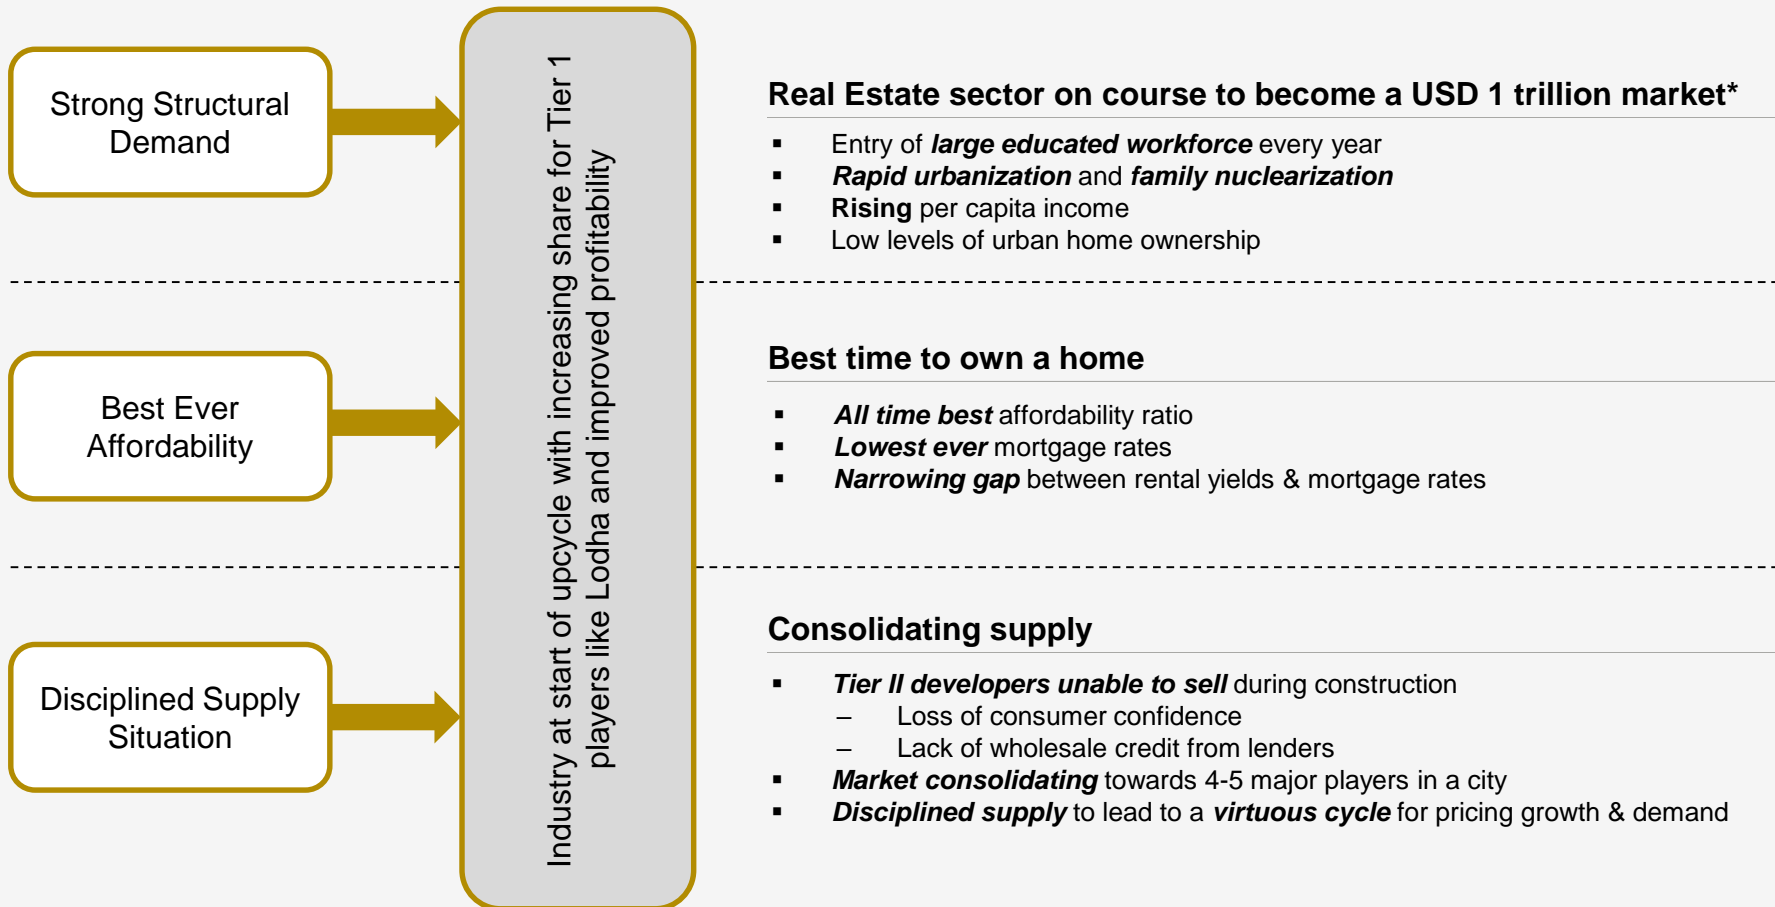 Strong Structural
Demand
Best Ever
Affordability
Disciplined Supply
Situation
Industry at start of upcycle with increasing share for Tier 1
players like Lodha and improved profitability
Real Estate sector on course to become a USD 1 trillion market*
▪ Entry of large educated workforce every year
▪ Rapid urbanization and family nuclearization
▪ Rising per capita income
▪ Low levels of urban home ownership
Best time to own a home
▪ All time best affordability ratio
▪ Lowest ever mortgage rates
▪ Narrowing gap between rental yields & mortgage rates
Consolidating supply
▪ Tier II developers unable to sell during construction
– Loss of consumer confidence
– Lack of wholesale credit from lenders
▪ Market consolidating towards 4-5 major players in a city
▪ Disciplined supply to lead to a virtuous cycle for pricing growth & demand